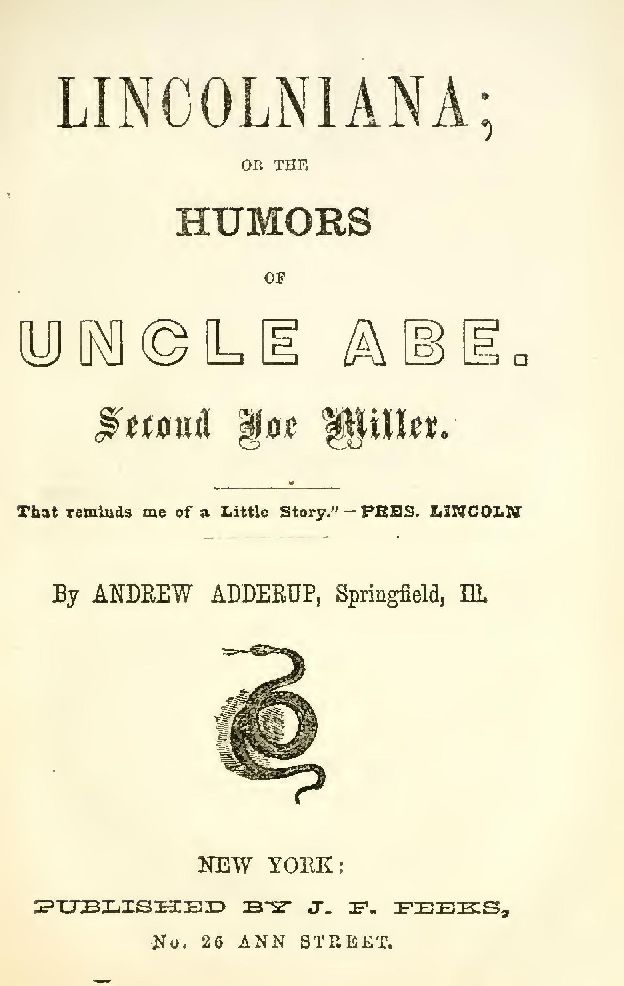 LINCOLNIANA;
OR THE
HUMORS
OF
UNCLE ABE.
Second Joe Miller.
That reminds me of a Little Story."—PRES. LINCOLN
By ANDREW ADDERUP, Springfield, Ill.
NEW YORK:
PUBLISHED BY J. F. FEEKS,
No. 26 ANN STREET.